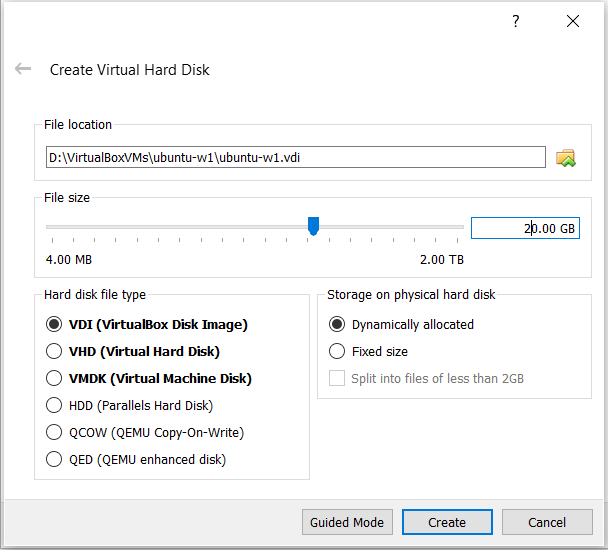 ?
Create Virtual Hard Disk
File location
D:\VirtualBoxVMs\ubuntu-w1\ubuntu-w1.vdi
File size
20.00 GB
4.00 MB 2.00 TB
Hard disk file type
VDI (VirtualBox Disk Image)
VHD (Virtual Hard Disk)
VMDK (Virtual Machine Disk)
HDD (Parallels Hard Disk)
QCOW (QEMU Copy-On-Write)
QED (QEMU enhanced disk)
Storage on physical hard disk
Dynamically allocated
Fixed size
Split into files of less than 2GB
Guided Mode Create Cancel